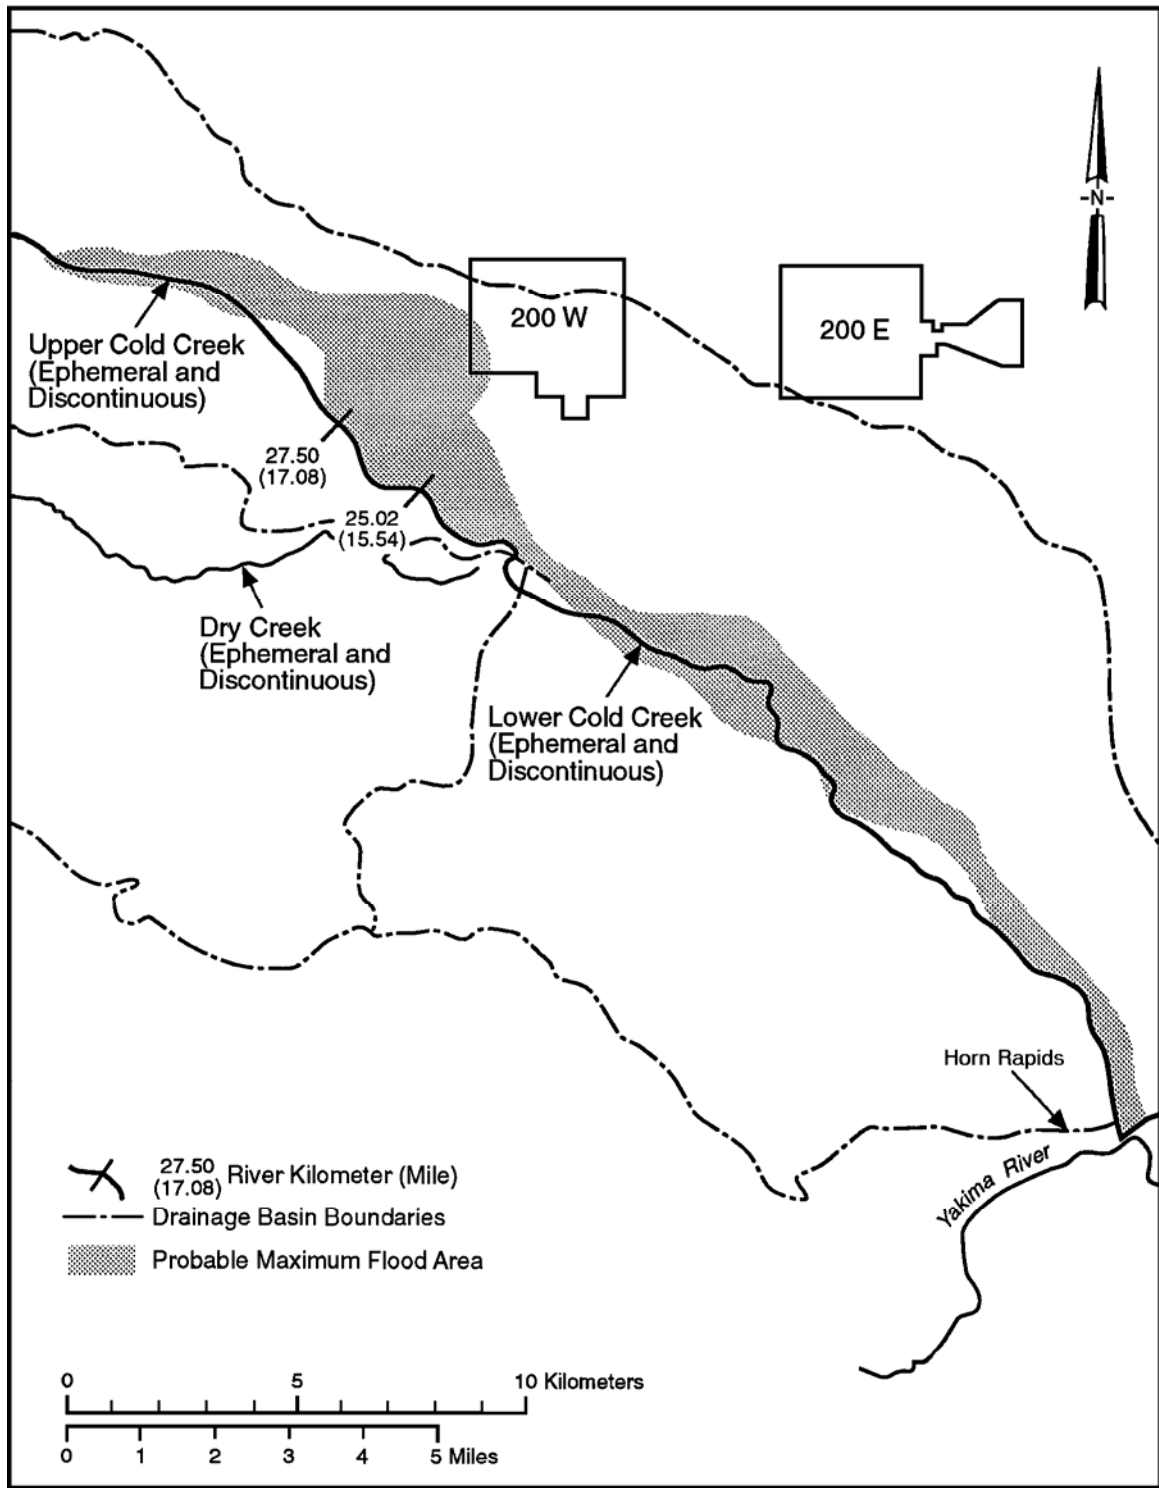 N
200 W
200 E
Upper Cold Creek
(Ephemeral and
Discontinuous)
27.50
(17.08)
25.02
(15.54)
Dry Creek
(Ephemeral and
Discontinuous)
Lower Cold Creek
(Ephemeral and
Discontinuous)
Horn Rapids
Yakima River
27.50
(17.08)
River Kilometer (Mile)
Drainage Basin Boundaries
Probable Maximum Flood Area
0 5 10 Kilometers
0 1 2 3 4 5 Miles